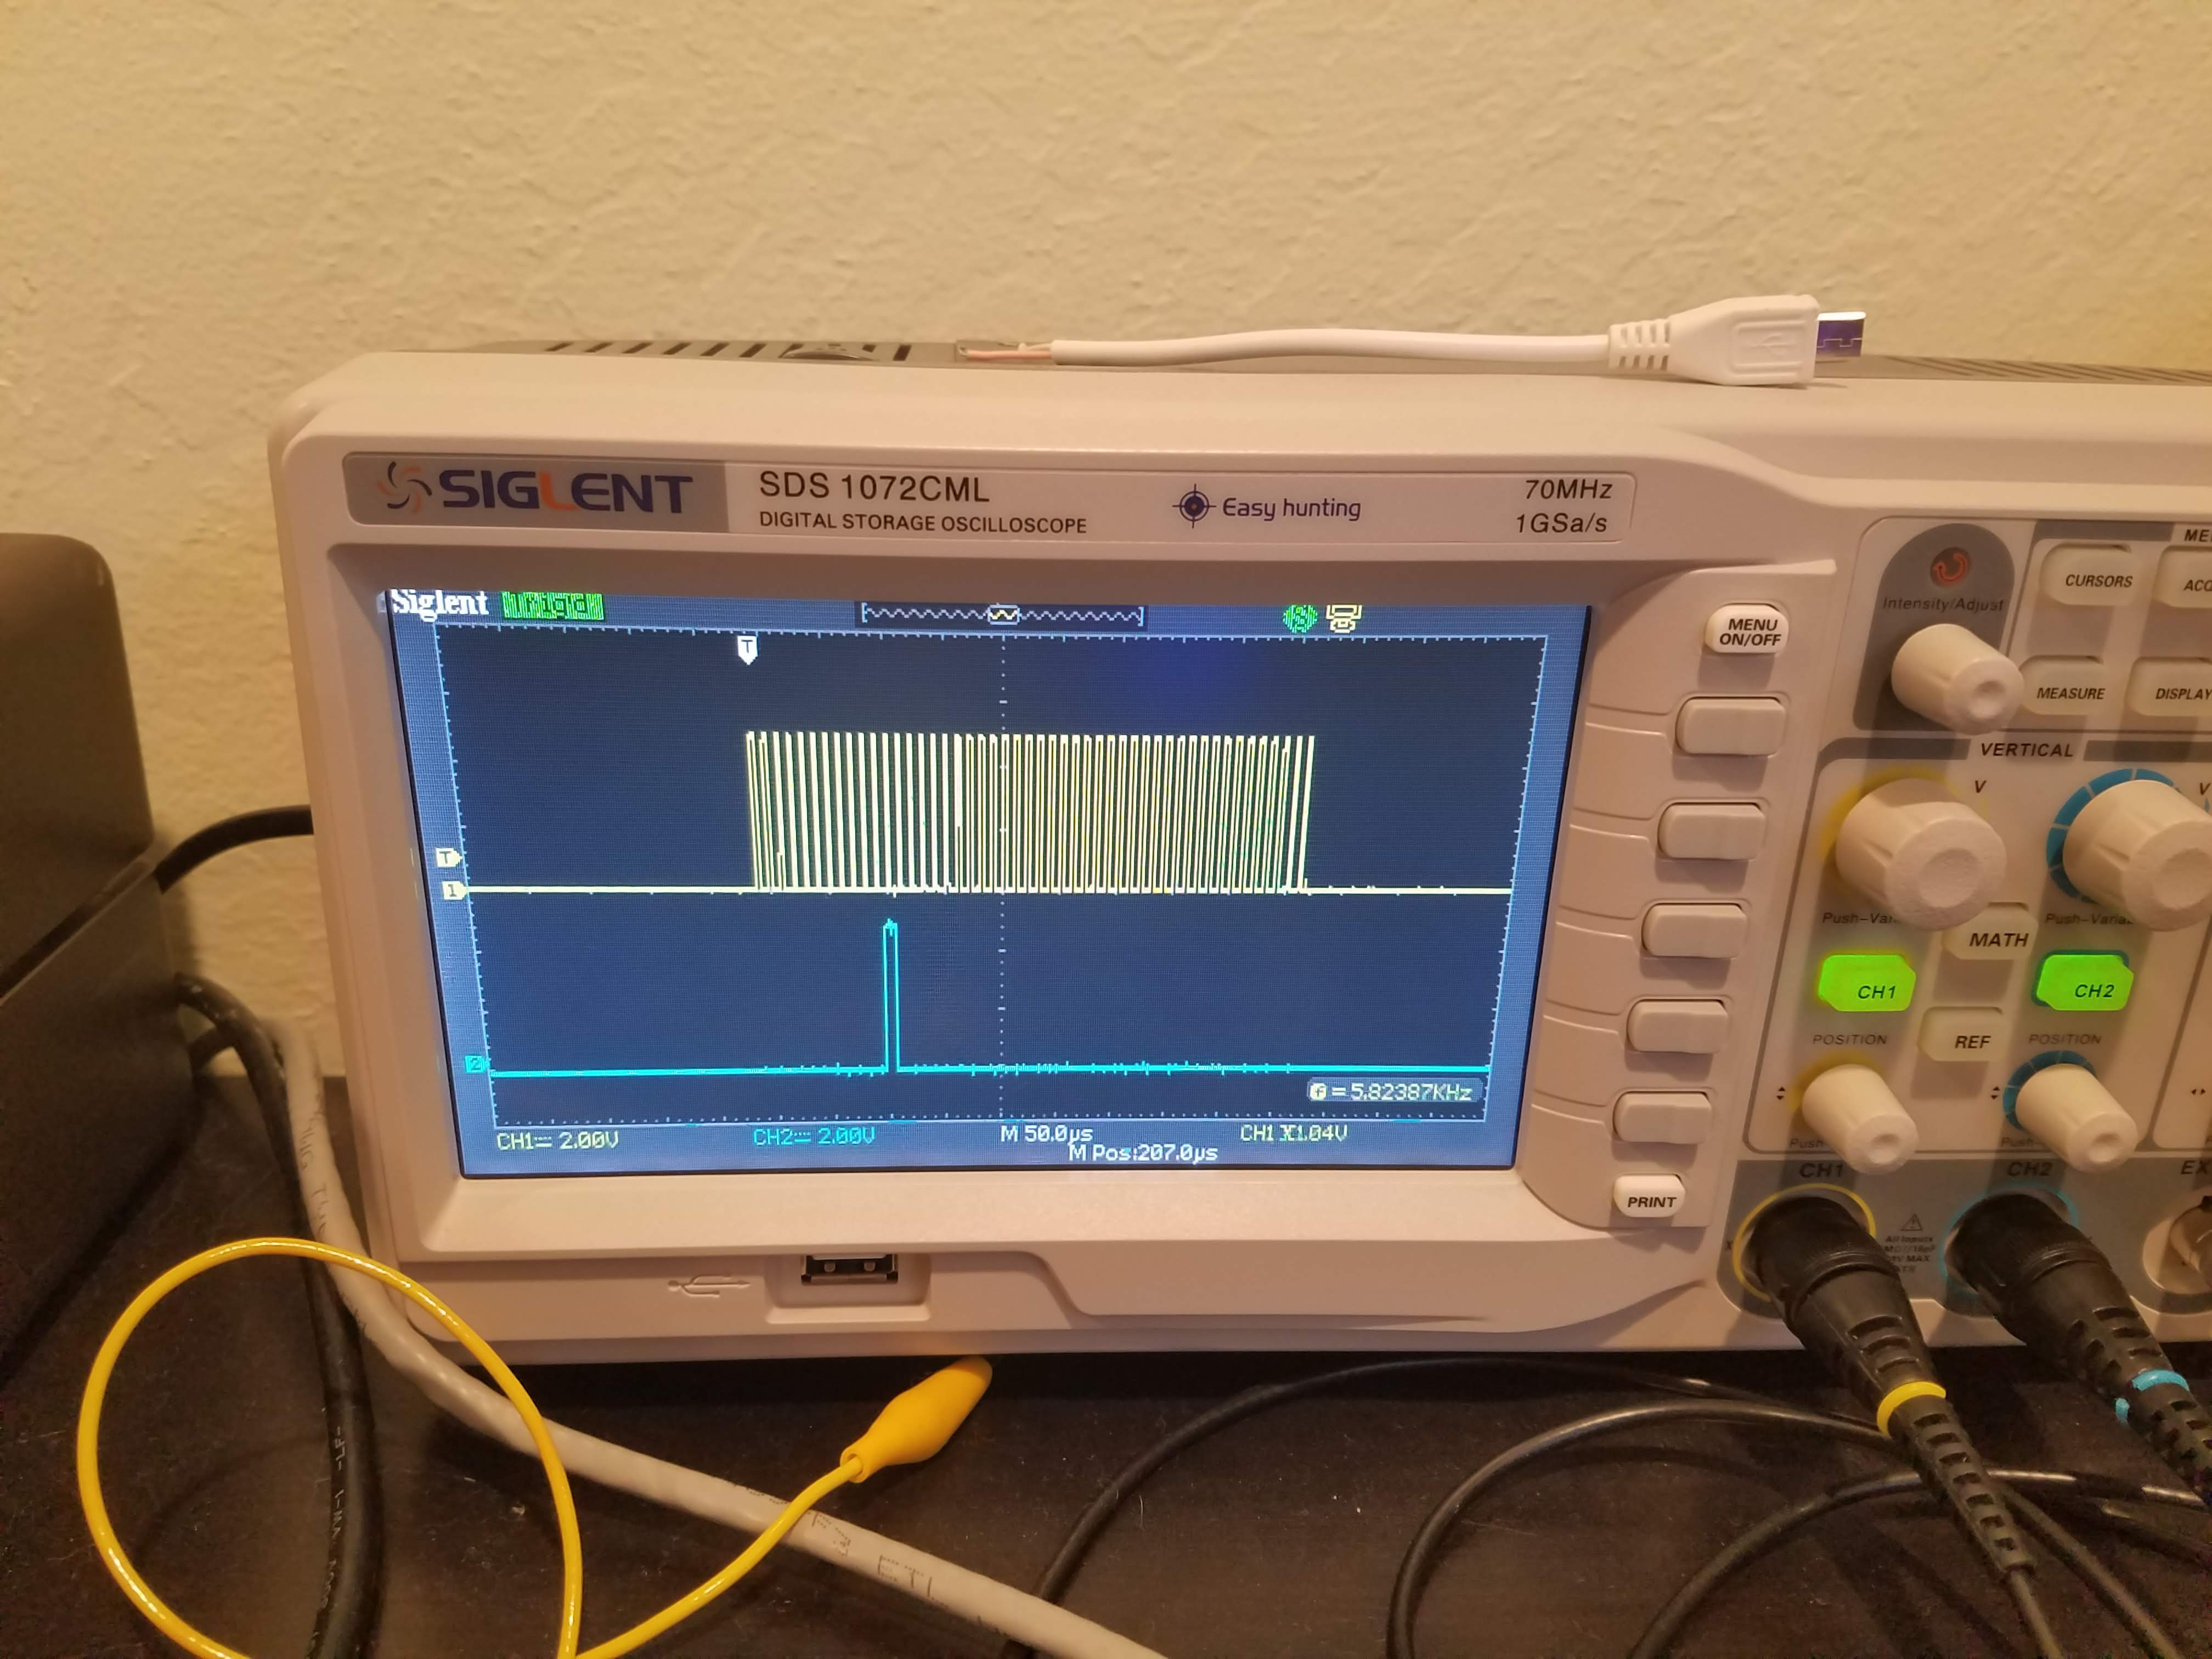 SIGLENT
SDS 1072CML
DIGITAL STORAGE OSCILLOSCOPE
Easy hunting
70MHz
1GSa/s
Siglent
T
T
1
2
f = 5.82387KHz
CH1 2.00V
CH2 2.00V
M 50.0µs
M Pos:207.0µs
CH1
MENU
ON/OFF
PRINT
Intensity/Adjust
CURSORS
MEASURE
DISPLAY
VERTICAL
V
V
MATH
CH1
CH2
POSITION
REF
POSITION
CH1
CH2